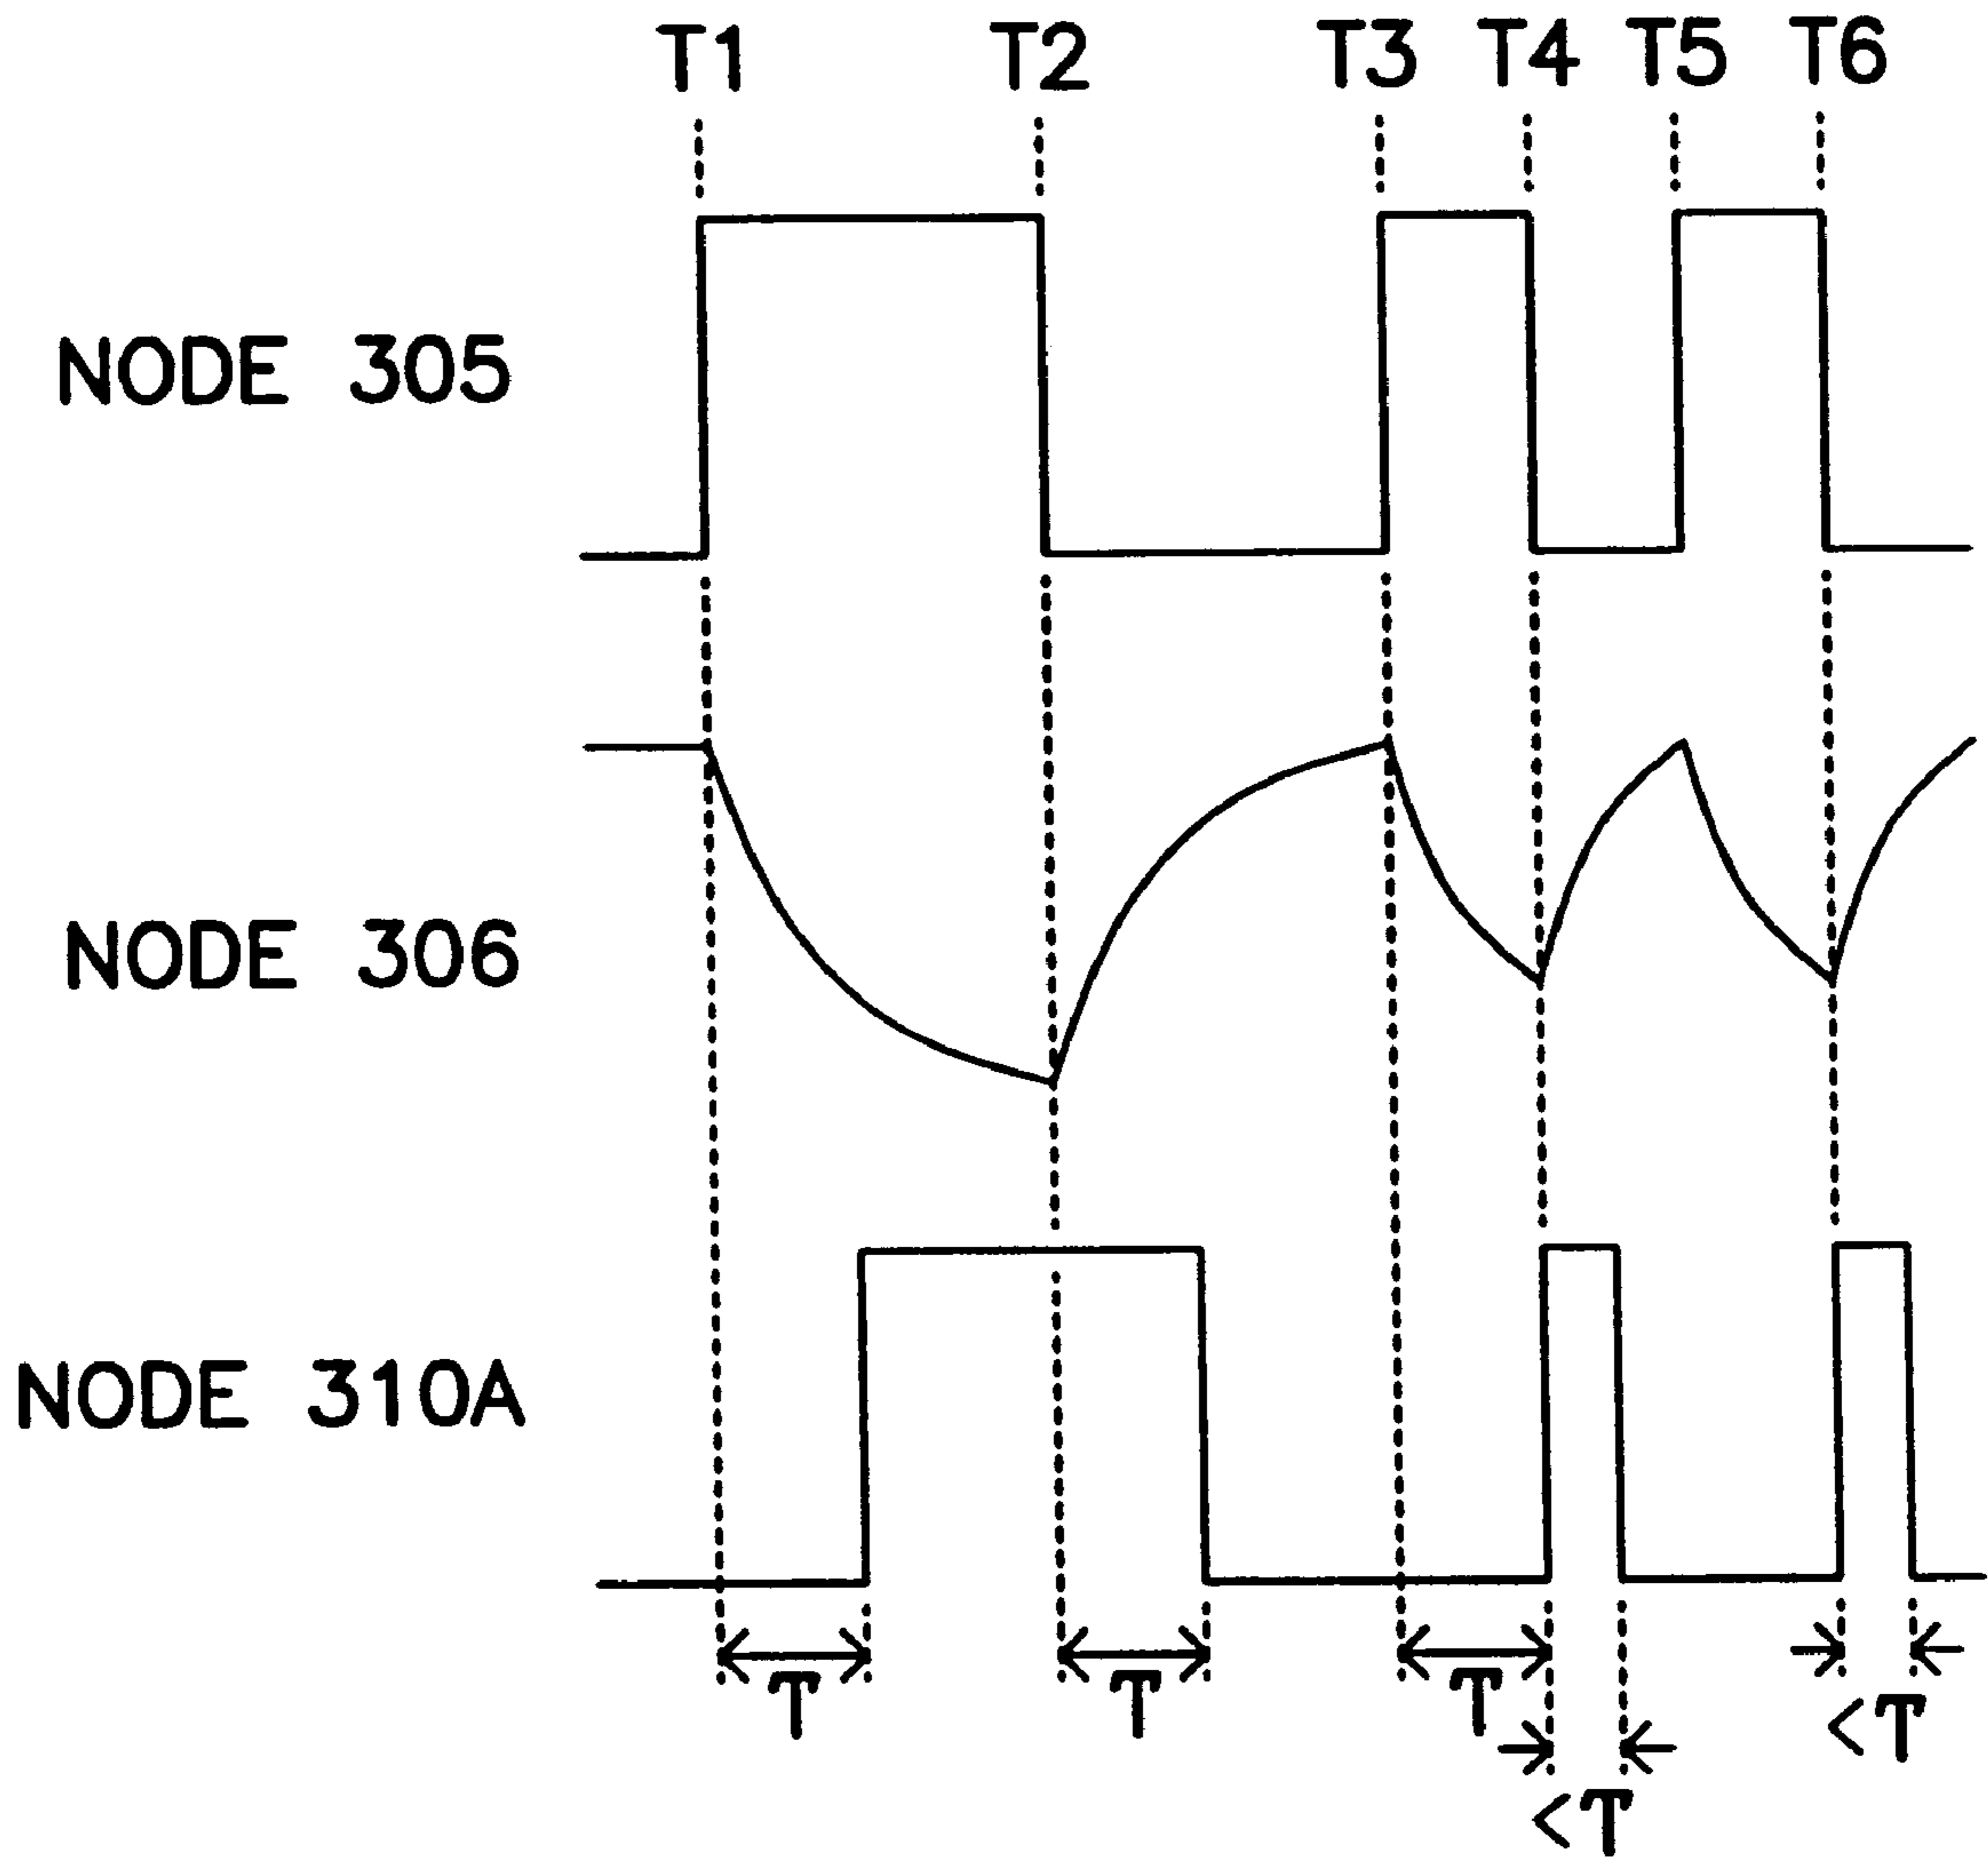 T1 T2 T3 T4 T5 T6
NODE 305
NODE 306
NODE 310A
T T T <T
<T